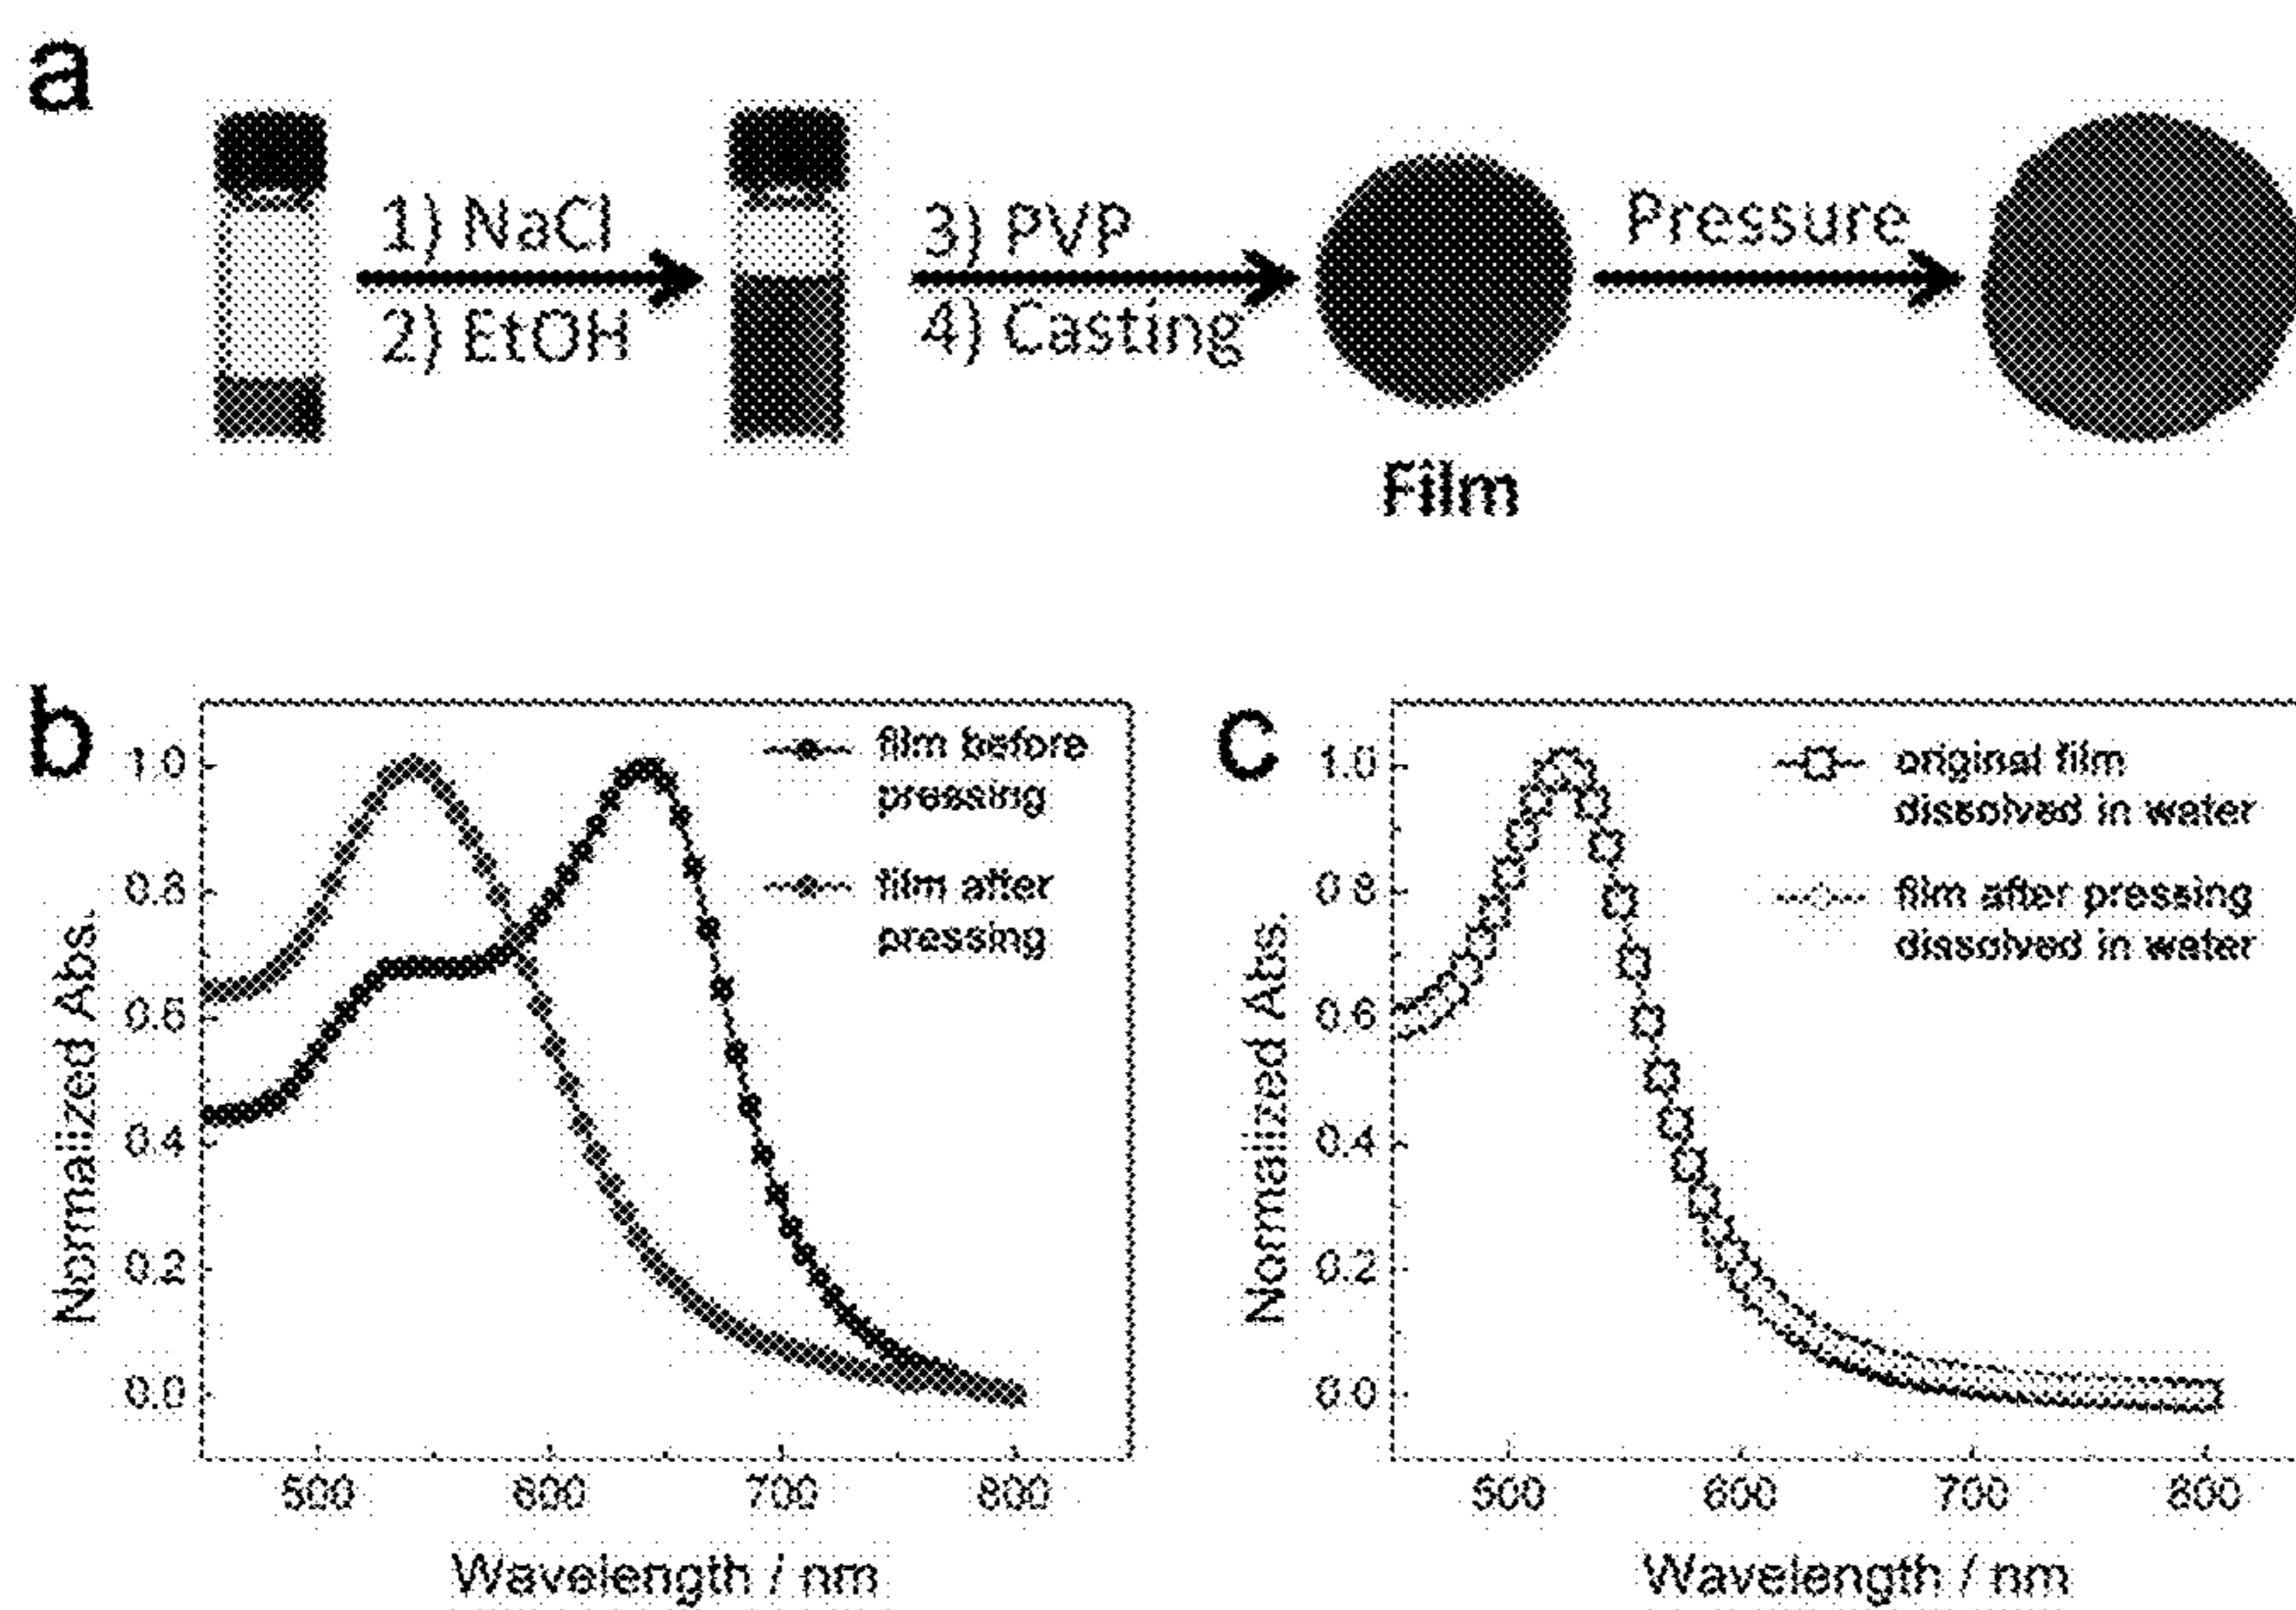 a
1) NaCl
2) EtOH
3) PVP
4) Casting
Pressure
Film
b
film before
pressing
film after
pressing
1.0
0.8
0.6
0.4
0.2
0.0
Normalized Abs.
500 600 700 800
Wavelength / nm
c
original film
dissolved in water
film after pressing
dissolved in water
1.0
0.8
0.6
0.4
0.2
0.0
Normalized Abs.
500 600 700 800
Wavelength / nm